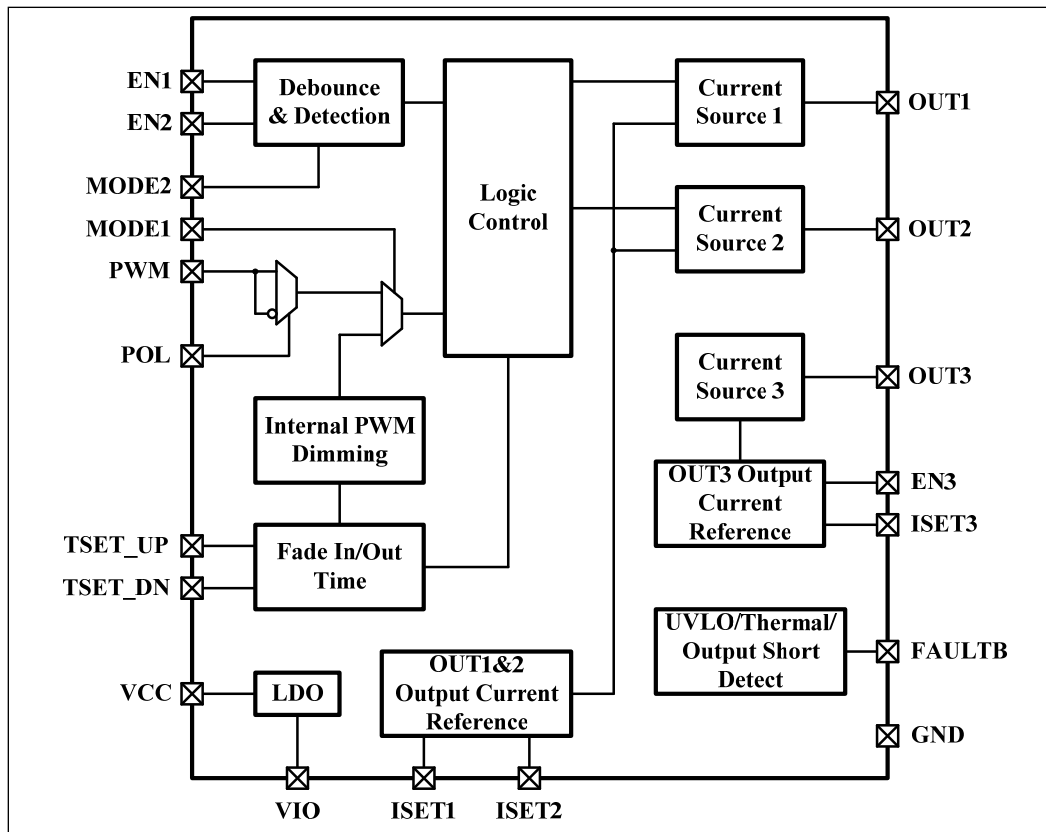 EN1
EN2
MODE2
MODE1
PWM
POL
TSET_UP
TSET_DN
VCC
Debounce
& Detection
Logic
Control
Current
Source 1
OUT1
Current
Source 2
OUT2
Current
Source 3
OUT3
Internal PWM
Dimming
OUT3 Output
Current
Reference
EN3
ISET3
Fade In/Out
Time
UVLO/Thermal/
Output Short
Detect
FAULTB
LDO
OUT1&2
Output Current
Reference
GND
VIO
ISET1
ISET2